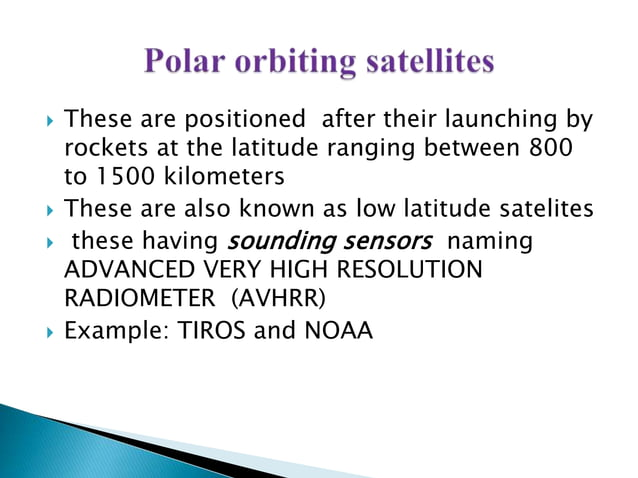 Polar orbiting satellites
These are positioned  after their launching by
rockets at the latitude ranging between 800
to 1500 kilometers
These are also known as low latitude satelites
these having sounding sensors  naming
ADVANCED VERY HIGH RESOLUTION
RADIOMETER  (AVHRR)
Example: TIROS and NOAA